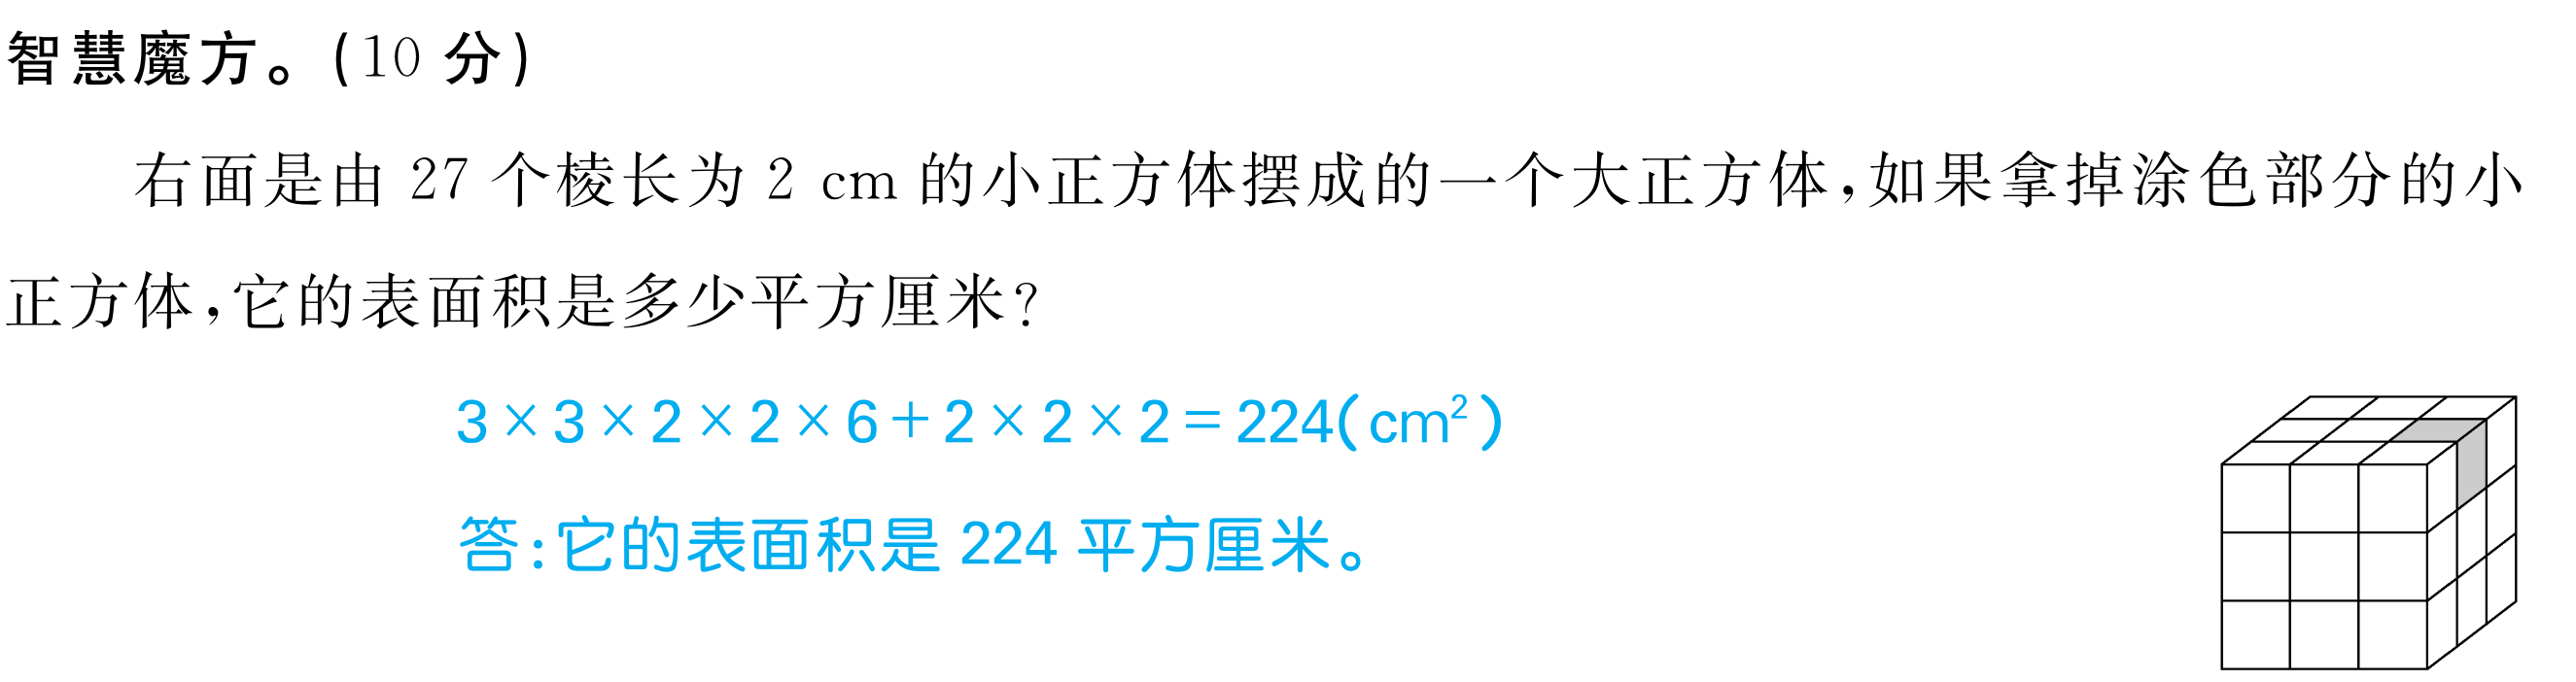 智慧魔方。(10 分)
右面是由 27 个棱长为 2 cm 的小正方体摆成的一个大正方体,如果拿掉涂色部分的小
正方体,它的表面积是多少平方厘米?
3×3×2×2×6+2×2×2=224(cm²)
答:它的表面积是 224 平方厘米。